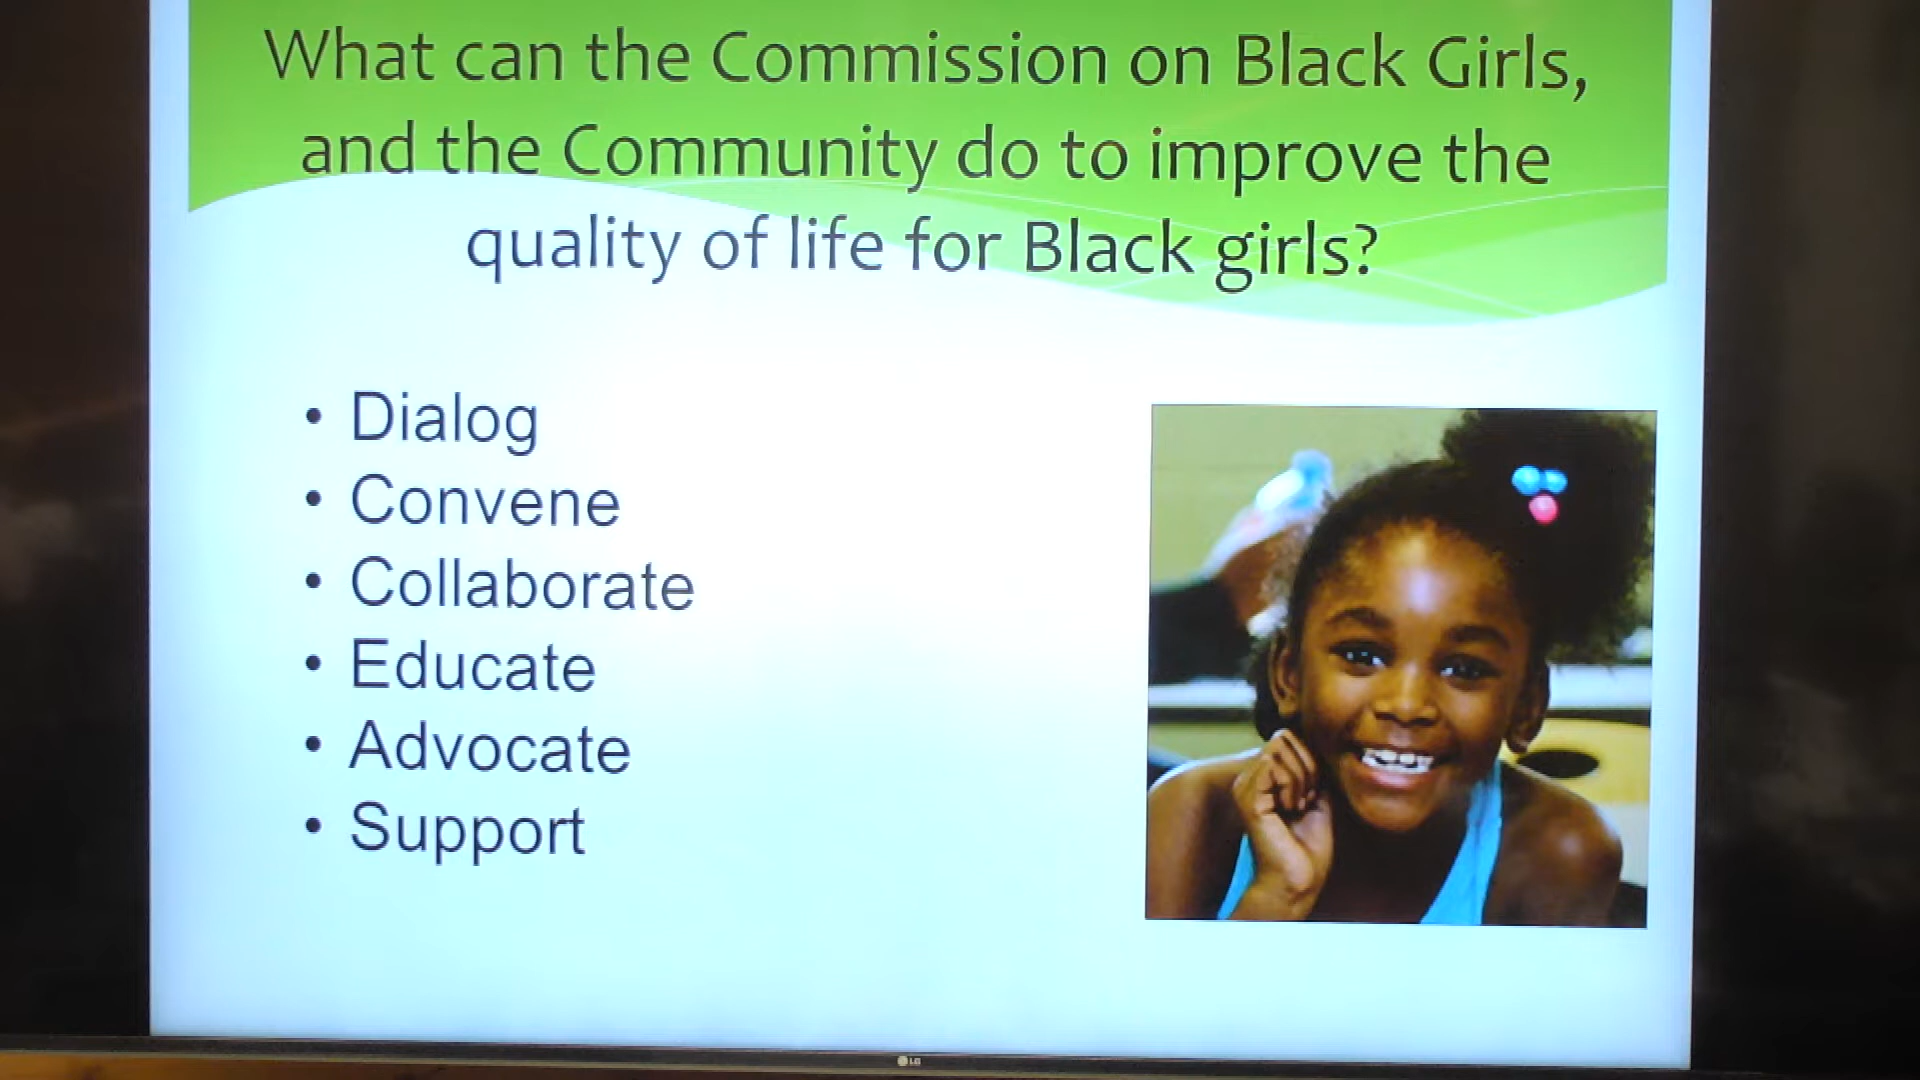 What can the Commission on Black Girls,
and the Community do to improve the
quality of life for Black girls?
• Dialog
• Convene
• Collaborate
• Educate
• Advocate
• Support
LG